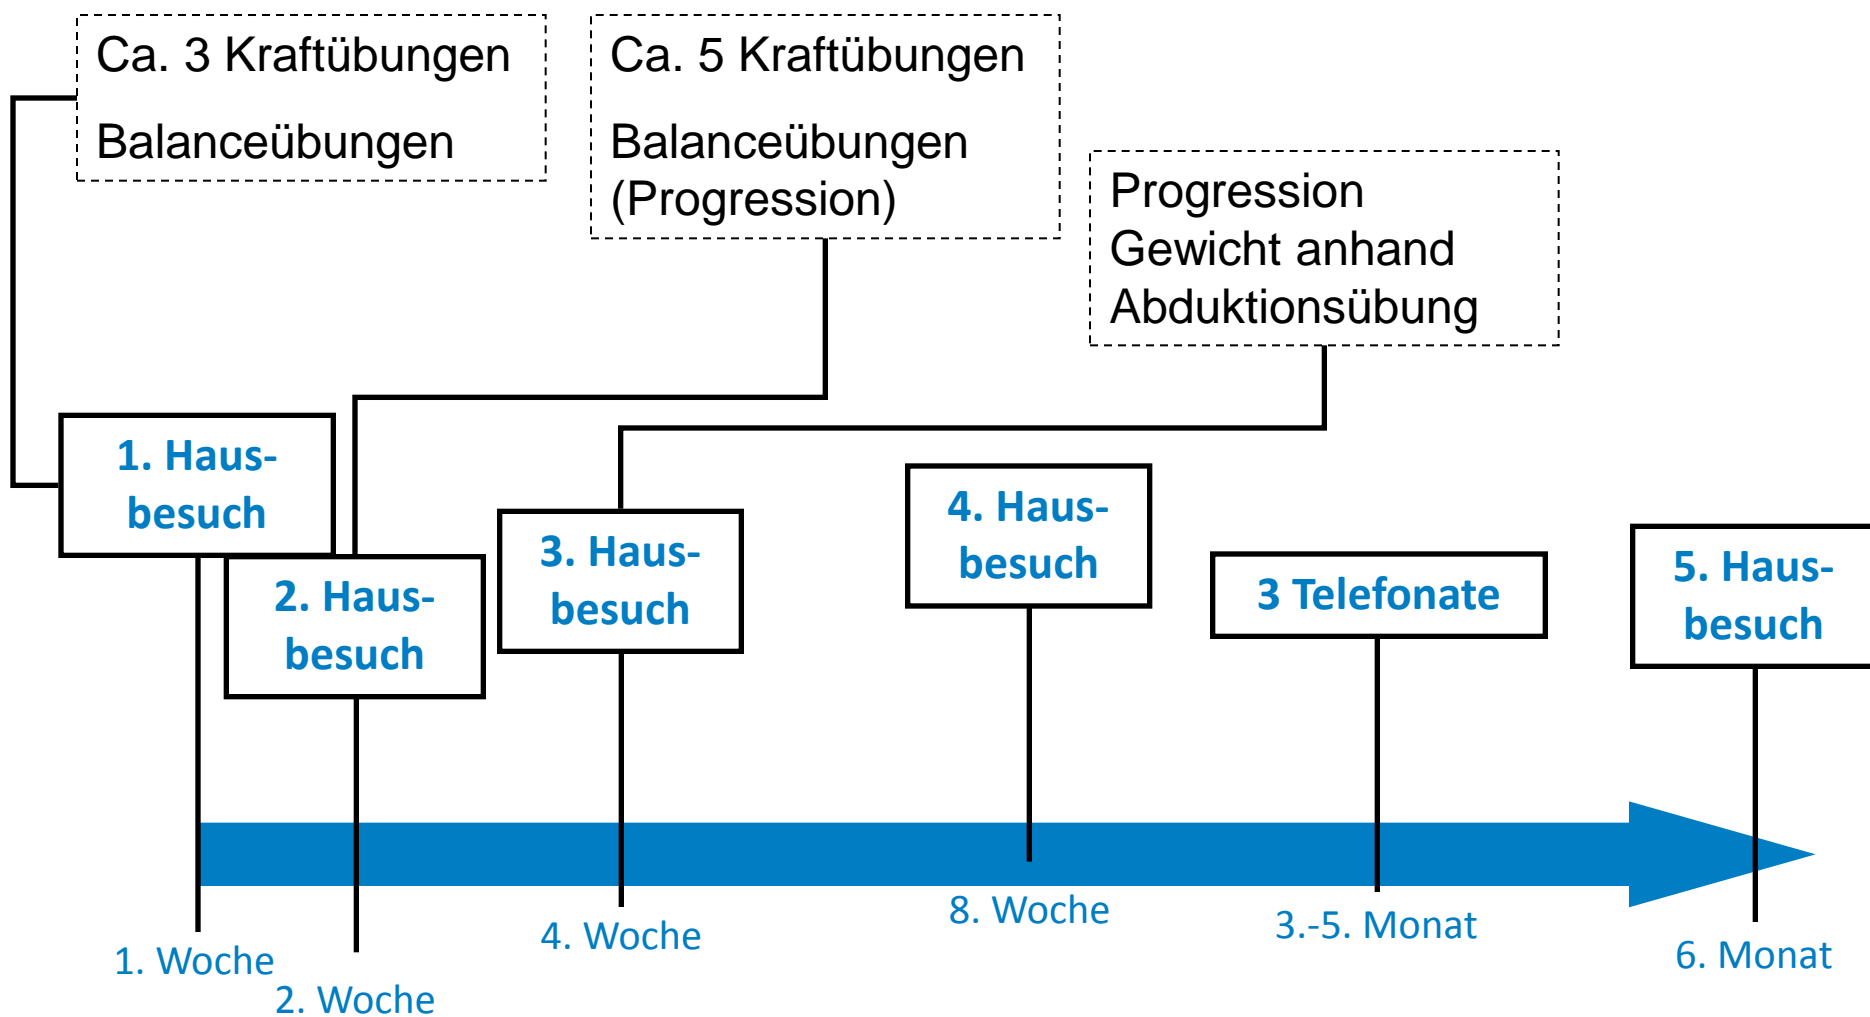 Ca. 3 Kraftübungen
Balanceübungen
Ca. 5 Kraftübungen
Balanceübungen
(Progression)
Progression
Gewicht anhand
Abduktionsübung
1. Haus-
besuch
2. Haus-
besuch
3. Haus-
besuch
4. Haus-
besuch
3 Telefonate
5. Haus-
besuch
1. Woche
2. Woche
4. Woche
8. Woche
3.-5. Monat
6. Monat